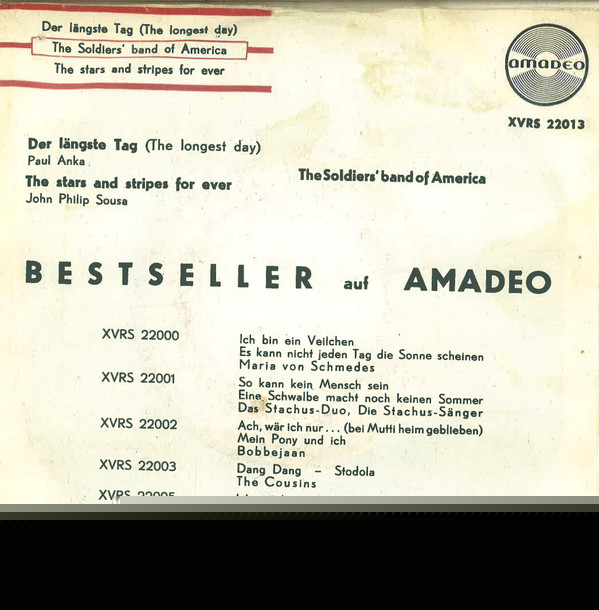 Der längste Tag (The longest day)
The Soldiers' band of America
The stars and stripes for ever
amadeo
XVRS 22013
Der längste Tag (The longest day)
Paul Anka
The stars and stripes for ever
John Philip Sousa
The Soldiers' band of America
BESTSELLER auf AMADEO
XVRS 22000
Ich bin ein Veilchen
Es kann nicht jeden Tag die Sonne scheinen
Maria von Schmedes
XVRS 22001
So kann kein Mensch sein
Eine Schwalbe macht noch keinen Sommer
Das Stachus-Duo, Die Stachus-Sänger
XVRS 22002
Ach, wär ich nur... (bei Mutti heim geblieben)
Mein Pony und ich
Bobbejaan
XVRS 22003
Dang Dang – Stodola
The Cousins
XVRS 22005